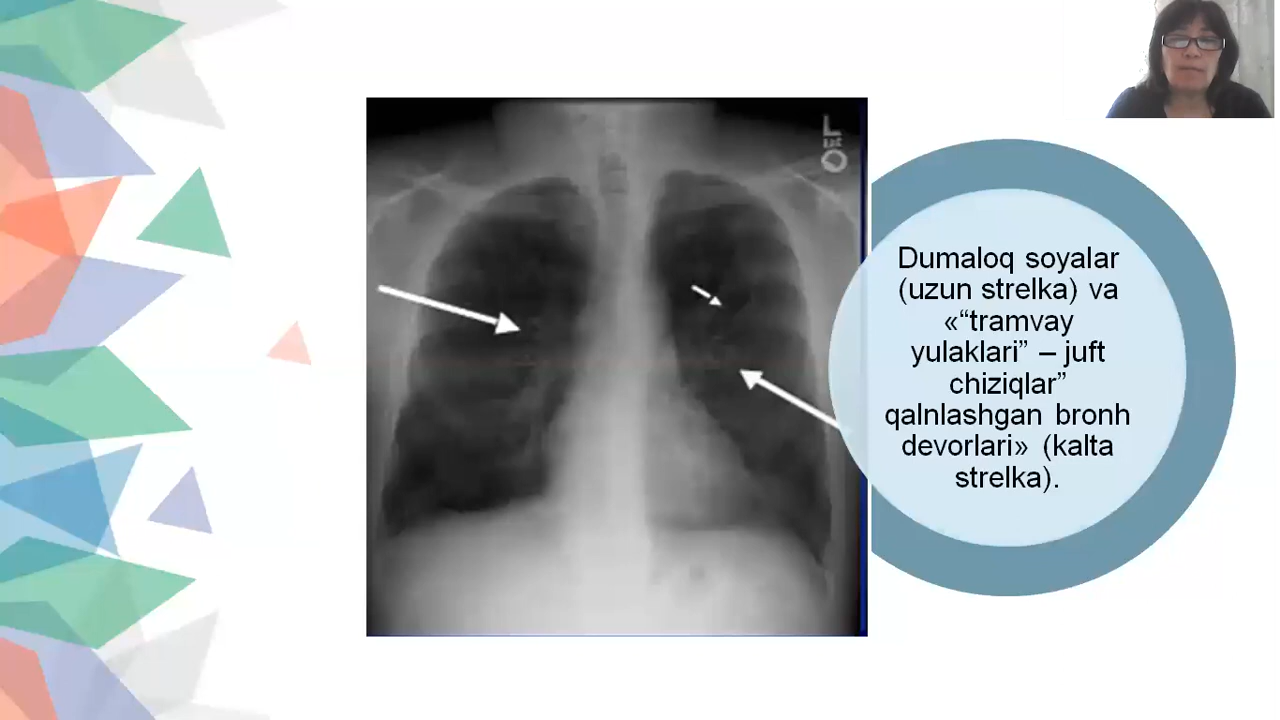 L
Dumaloq soyalar
(uzun strelka) va
«“tramvay
yulaklari” – juft
chiziqlar”
qalnlashgan bronh
devorlari» (kalta
strelka).